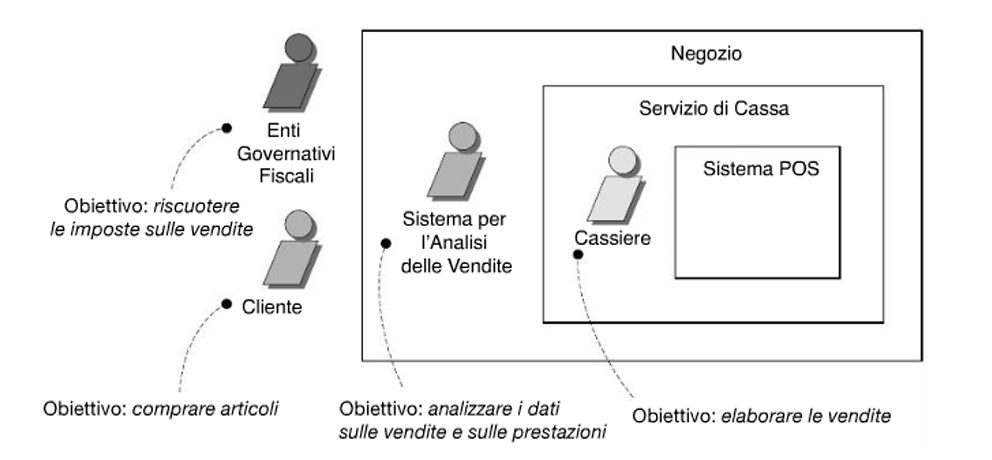 Negozio
Servizio di Cassa
Sistema POS
Enti
Governativi
Fiscali
Obiettivo: riscuotere
le imposte sulle vendite
Cliente
Obiettivo: comprare articoli
Sistema per
l'Analisi
delle Vendite
Obiettivo: analizzare i dati
sulle vendite e sulle prestazioni
Cassiere
Obiettivo: elaborare le vendite